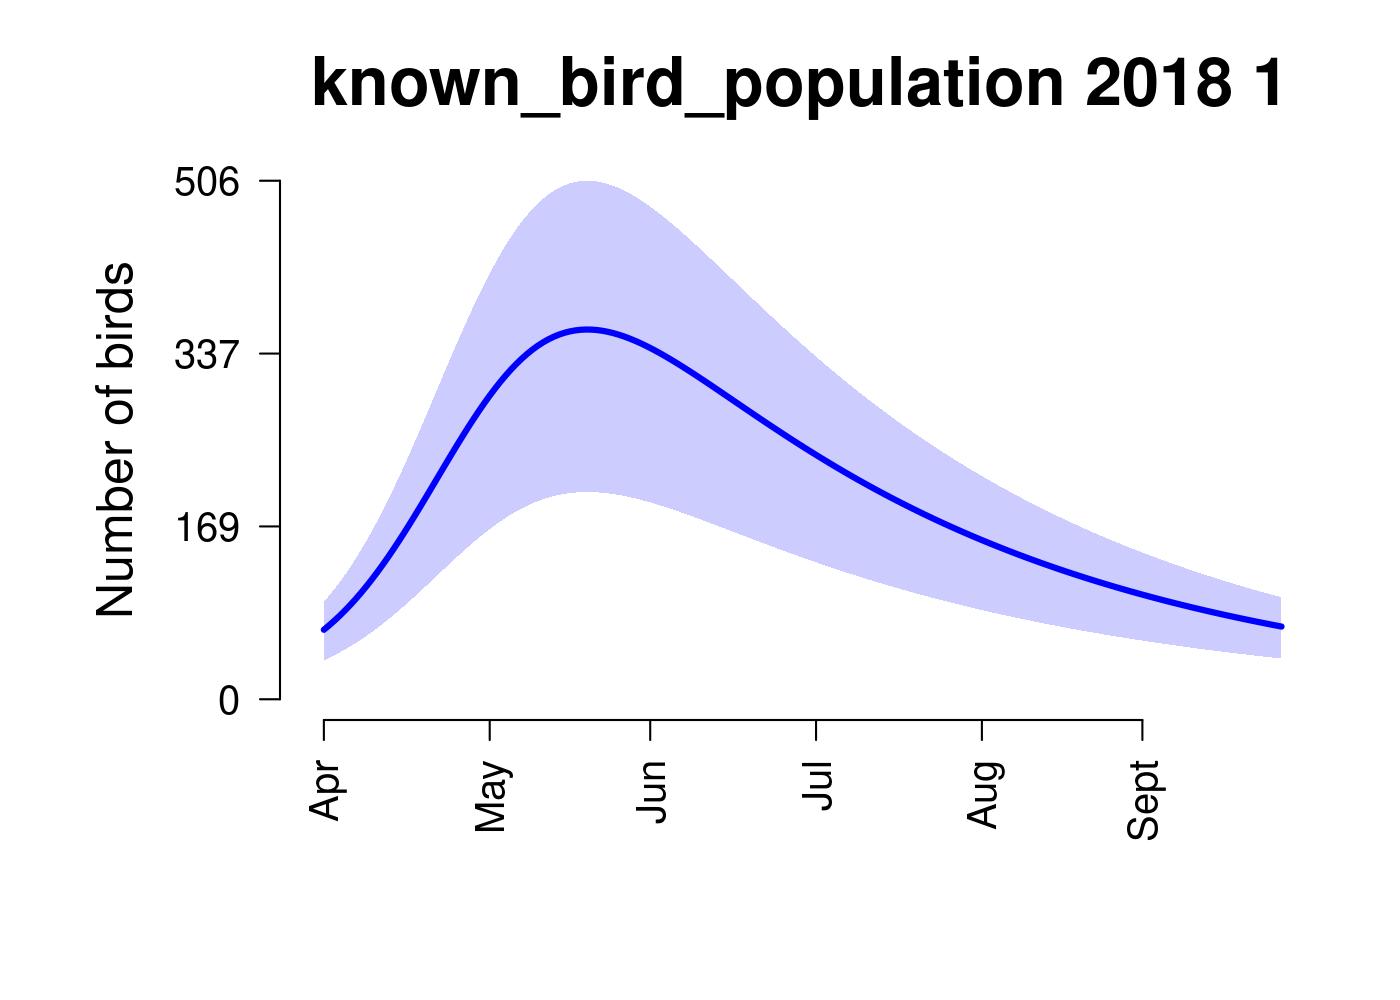 known_bird_population 2018 1
506
337
169
0
Number of birds
Apr
May
Jun
Jul
Aug
Sept